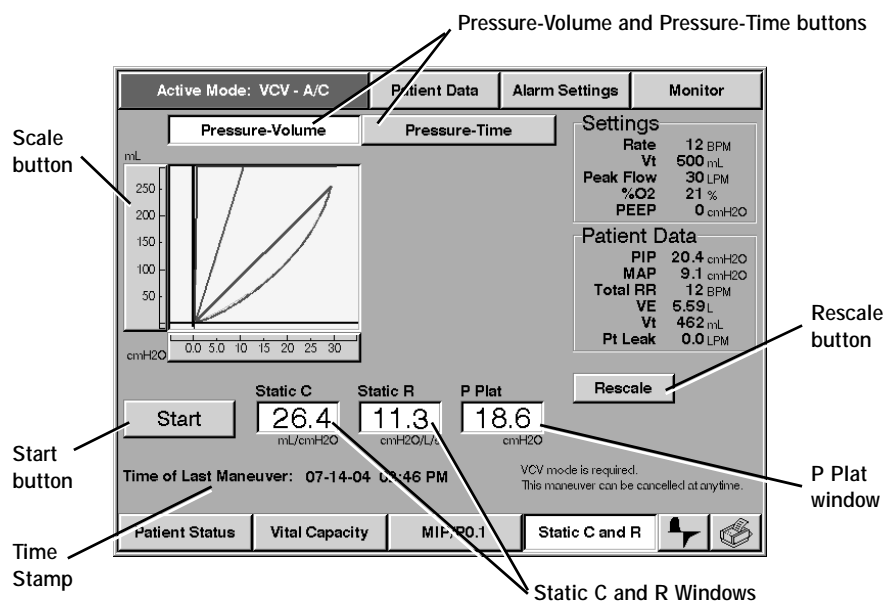 Pressure-Volume and Pressure-Time buttons
Active Mode: VCV - A/C
Patient Data
Alarm Settings
Monitor
Pressure-Volume
Pressure-Time
Scale
button
mL
250
200
150
100
50
cmH2O
0.0 5.0 10 15 20 25 30
Settings
Rate 12 BPM
Vt 500 mL
Peak Flow 30 LPM
%O2 21 %
PEEP 0 cmH2O
Patient Data
PIP 20.4 cmH2O
MAP 9.1 cmH2O
Total RR 12 BPM
VE 5.59 L
Vt 462 mL
Pt Leak 0.0 LPM
Rescale
button
Rescale
Start
Static C
26.4
mL/cmH2O
Static R
11.3
cmH2O/L/s
P Plat
18.6
cmH2O
Start
button
Time of Last Maneuver: 07-14-04 :46 PM
VCV mode is required.
This maneuver can be cancelled at anytime.
P Plat
window
Patient Status
Vital Capacity
MIP/P0.1
Static C and R
Time
Stamp
Static C and R Windows